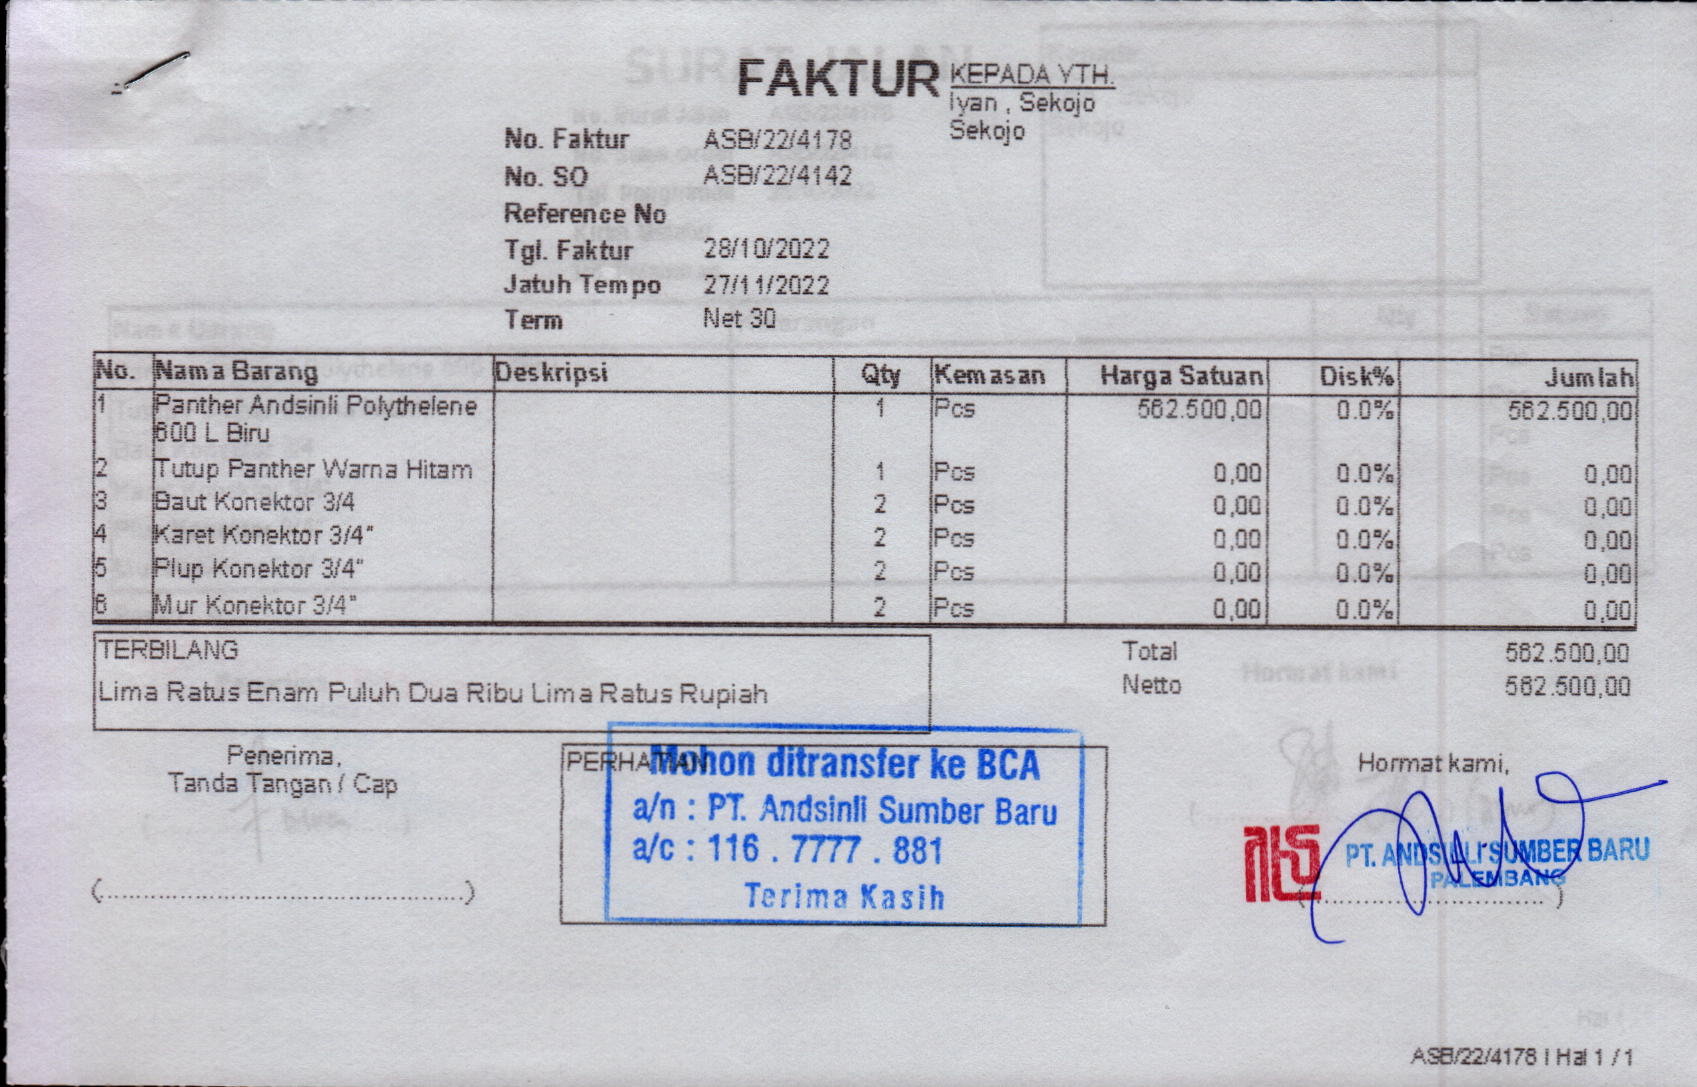 FAKTUR
KEPADA YTH.
Iyan , Sekojo
Sekojo
No. Faktur ASB/22/4178
No. SO ASB/22/4142
Reference No
Tgl. Faktur 28/10/2022
Jatuh Tempo 27/11/2022
Term Net 30
No. Nama Barang Deskripsi Qty Kemasan Harga Satuan Disk% Jumlah
1 Panther Andsinli Polythelene 1 Pcs 562.500,00 0.0% 562.500,00
600 L Biru
2 Tutup Panther Warna Hitam 1 Pcs 0,00 0.0% 0,00
3 Baut Konektor 3/4 2 Pcs 0,00 0.0% 0,00
4 Karet Konektor 3/4" 2 Pcs 0,00 0.0% 0,00
5 Plup Konektor 3/4" 2 Pcs 0,00 0.0% 0,00
6 Mur Konektor 3/4" 2 Pcs 0,00 0.0% 0,00
TERBILANG
Lima Ratus Enam Puluh Dua Ribu Lima Ratus Rupiah
Total 562.500,00
Netto 562.500,00
Penerima,
Tanda Tangan / Cap
(................................................)
PERHATIAN
Mohon ditransfer ke BCA
a/n : PT. Andsinli Sumber Baru
a/c : 116 . 7777 . 881
Terima Kasih
Hormat kami,
PT. ANDSINLI SUMBER BARU
PALEMBANG
(................................)
ASB/22/4178 | Hal 1 / 1